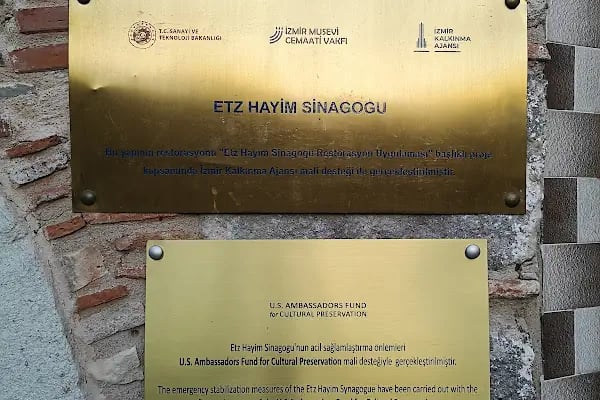 T.C. SANAYİ VE
TEKNOLOJİ BAKANLIĞI
İZMİR MUSEVİ
CEMAATİ VAKFI
İZMİR
KALKINMA
AJANSI
ETZ HAYİM SİNAGOGU
Bu yapının restorasyonu "Etz Hayim Sinagogu Restorasyon Uygulaması" başlıklı proje
kapsamında İzmir Kalkınma Ajansı mali desteği ile gerçekleştirilmiştir.
U.S. AMBASSADORS FUND
for CULTURAL PRESERVATION
Etz Hayim Sinagogu'nun acil sağlamlaştırma önlemleri
U.S. Ambassadors Fund for Cultural Preservation mali desteğiyle gerçekleştirilmiştir.
The emergency stabilization measures of the Etz Hayim Synagogue have been carried out with the